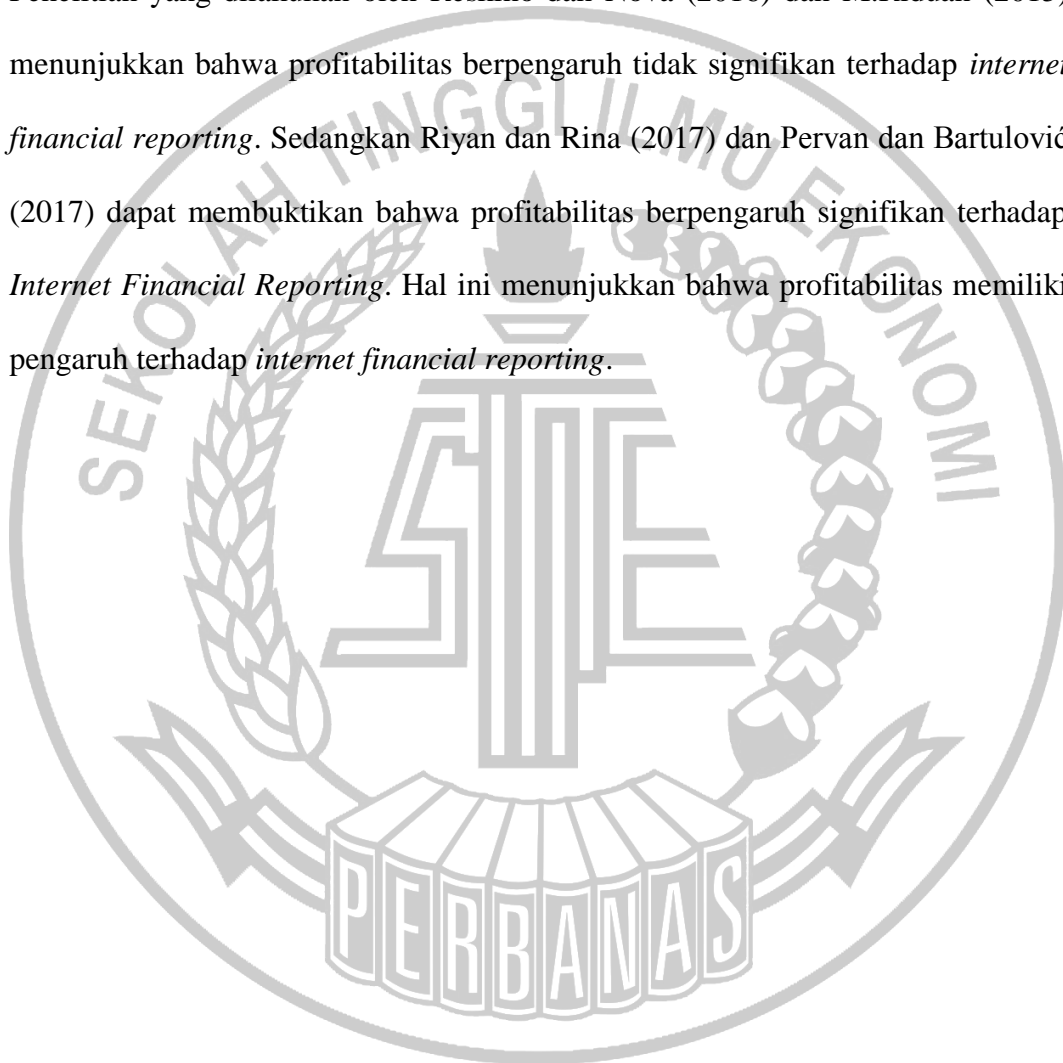 menunjukkan bahwa profitabilitas berpengaruh tidak signifikan terhadap internet
financial reporting. Sedangkan Riyan dan Rina (2017) dan Pervan dan Bartulović
(2017) dapat membuktikan bahwa profitabilitas berpengaruh signifikan terhadap
Internet Financial Reporting. Hal ini menunjukkan bahwa profitabilitas memiliki
pengaruh terhadap internet financial reporting.
SEKOLAH TINGGI ILMU EKONOMI
STIE
PERBANAS